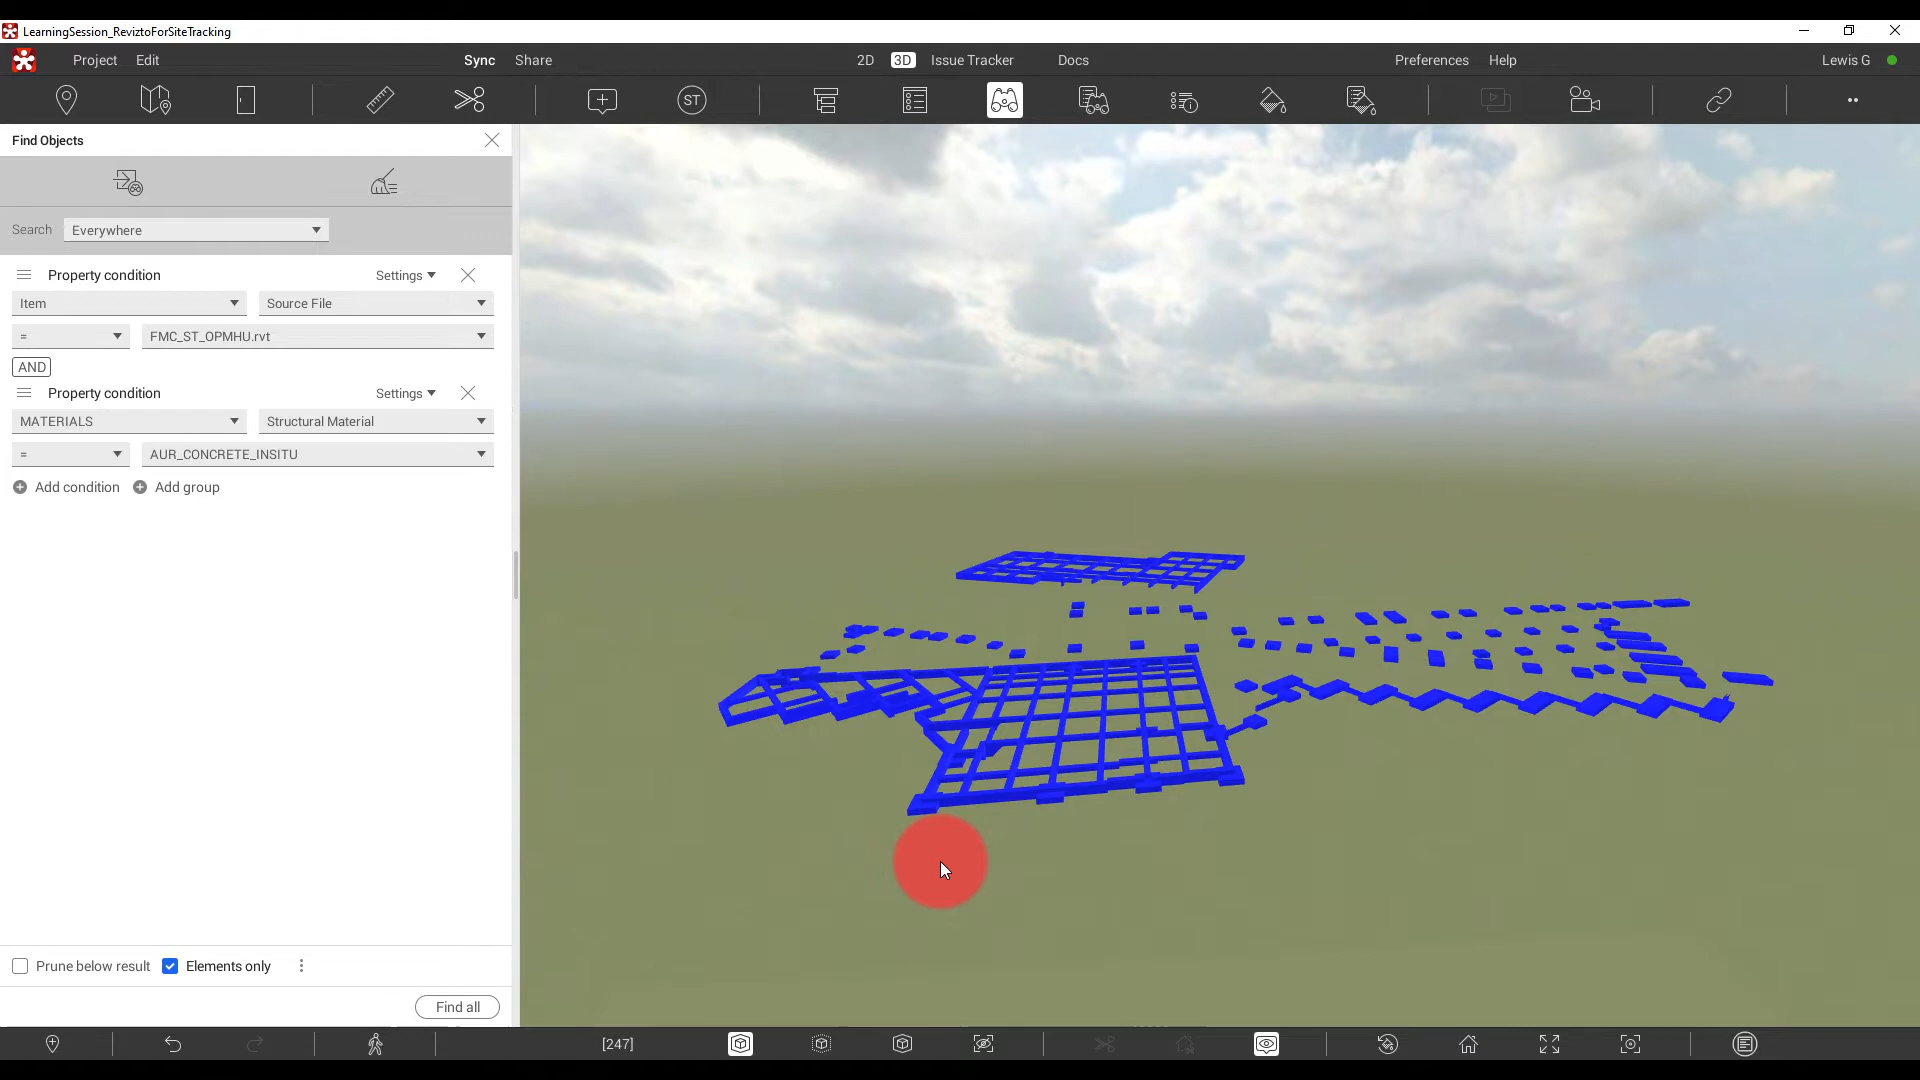 LearningSession_ReviztoForSiteTracking
Project Edit Sync Share 2D 3D Issue Tracker Docs Preferences Help Lewis G
ST
Find Objects
Search Everywhere
Property condition Settings
Item Source File
= FMC_ST_OPMHU.rvt
AND
Property condition Settings
MATERIALS Structural Material
= AUR_CONCRETE_INSITU
Add condition Add group
Prune below result Elements only
Find all
[247]